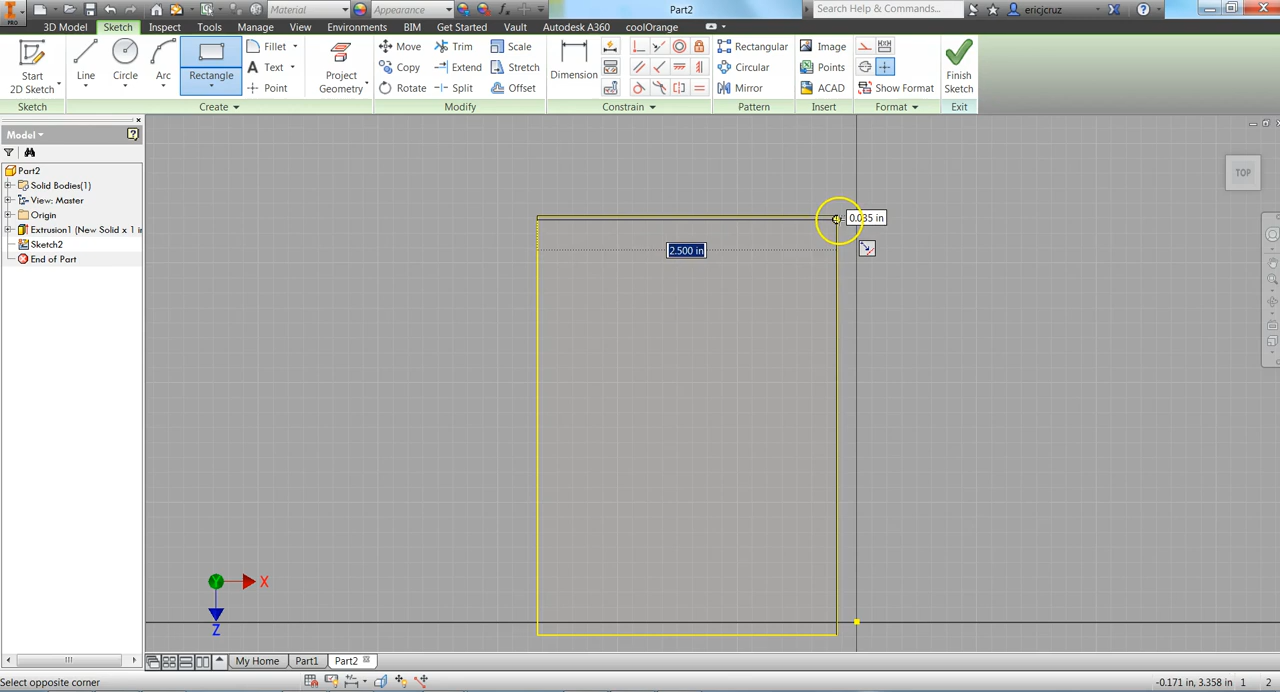 Material
Appearance
Part2
Search Help & Commands...
ericjcruz
PRO
3D Model
Sketch
Inspect
Tools
Manage
View
Environments
BIM
Get Started
Vault
Autodesk A360
coolOrange
Start
2D Sketch
Line
Circle
Arc
Rectangle
Fillet
Text
Point
Project
Geometry
Move
Copy
Rotate
Trim
Extend
Split
Scale
Stretch
Offset
Dimension
Rectangular
Circular
Mirror
Image
Points
ACAD
Show Format
Finish
Sketch
Sketch
Create
Modify
Constrain
Pattern
Insert
Format
Exit
Model
Part2
Solid Bodies(1)
View: Master
Origin
Extrusion1 (New Solid x 1 i
Sketch2
End of Part
TOP
0.035 in
2.500 in
X
Y
Z
My Home
Part1
Part2
Select opposite corner
-0.171 in, 3.358 in
1
2